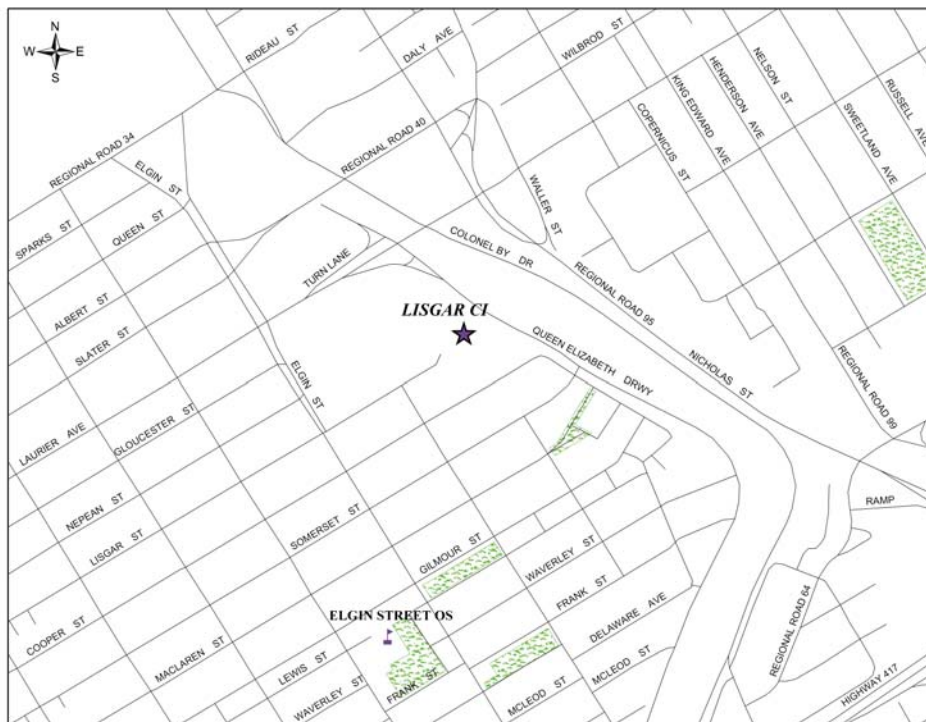 N
W E
S
RIDEAU ST
DALY AVE
WILBROD ST
NELSON ST
HENDERSON AVE
KING EDWARD AVE
COPERNICUS ST
RUSSELL AVE
SWEETLAND AVE
REGIONAL ROAD 34
REGIONAL ROAD 40
ELGIN ST
WALLER ST
SPARKS ST
QUEEN ST
COLONEL BY DR
TURN LANE
REGIONAL ROAD 95
ALBERT ST
SLATER ST
LISGAR CI
QUEEN ELIZABETH DRWY
NICHOLAS ST
REGIONAL ROAD 99
ELGIN ST
LAURIER AVE
GLOUCESTER ST
NEPEAN ST
SOMERSET ST
RAMP
LISGAR ST
GILMOUR ST
WAVERLEY ST
FRANK ST
COOPER ST
ELGIN STREET OS
DELAWARE AVE
REGIONAL ROAD 64
MACLAREN ST
LEWIS ST
WAVERLEY ST
FRANK ST
MCLEOD ST
MCLEOD ST
HIGHWAY 417